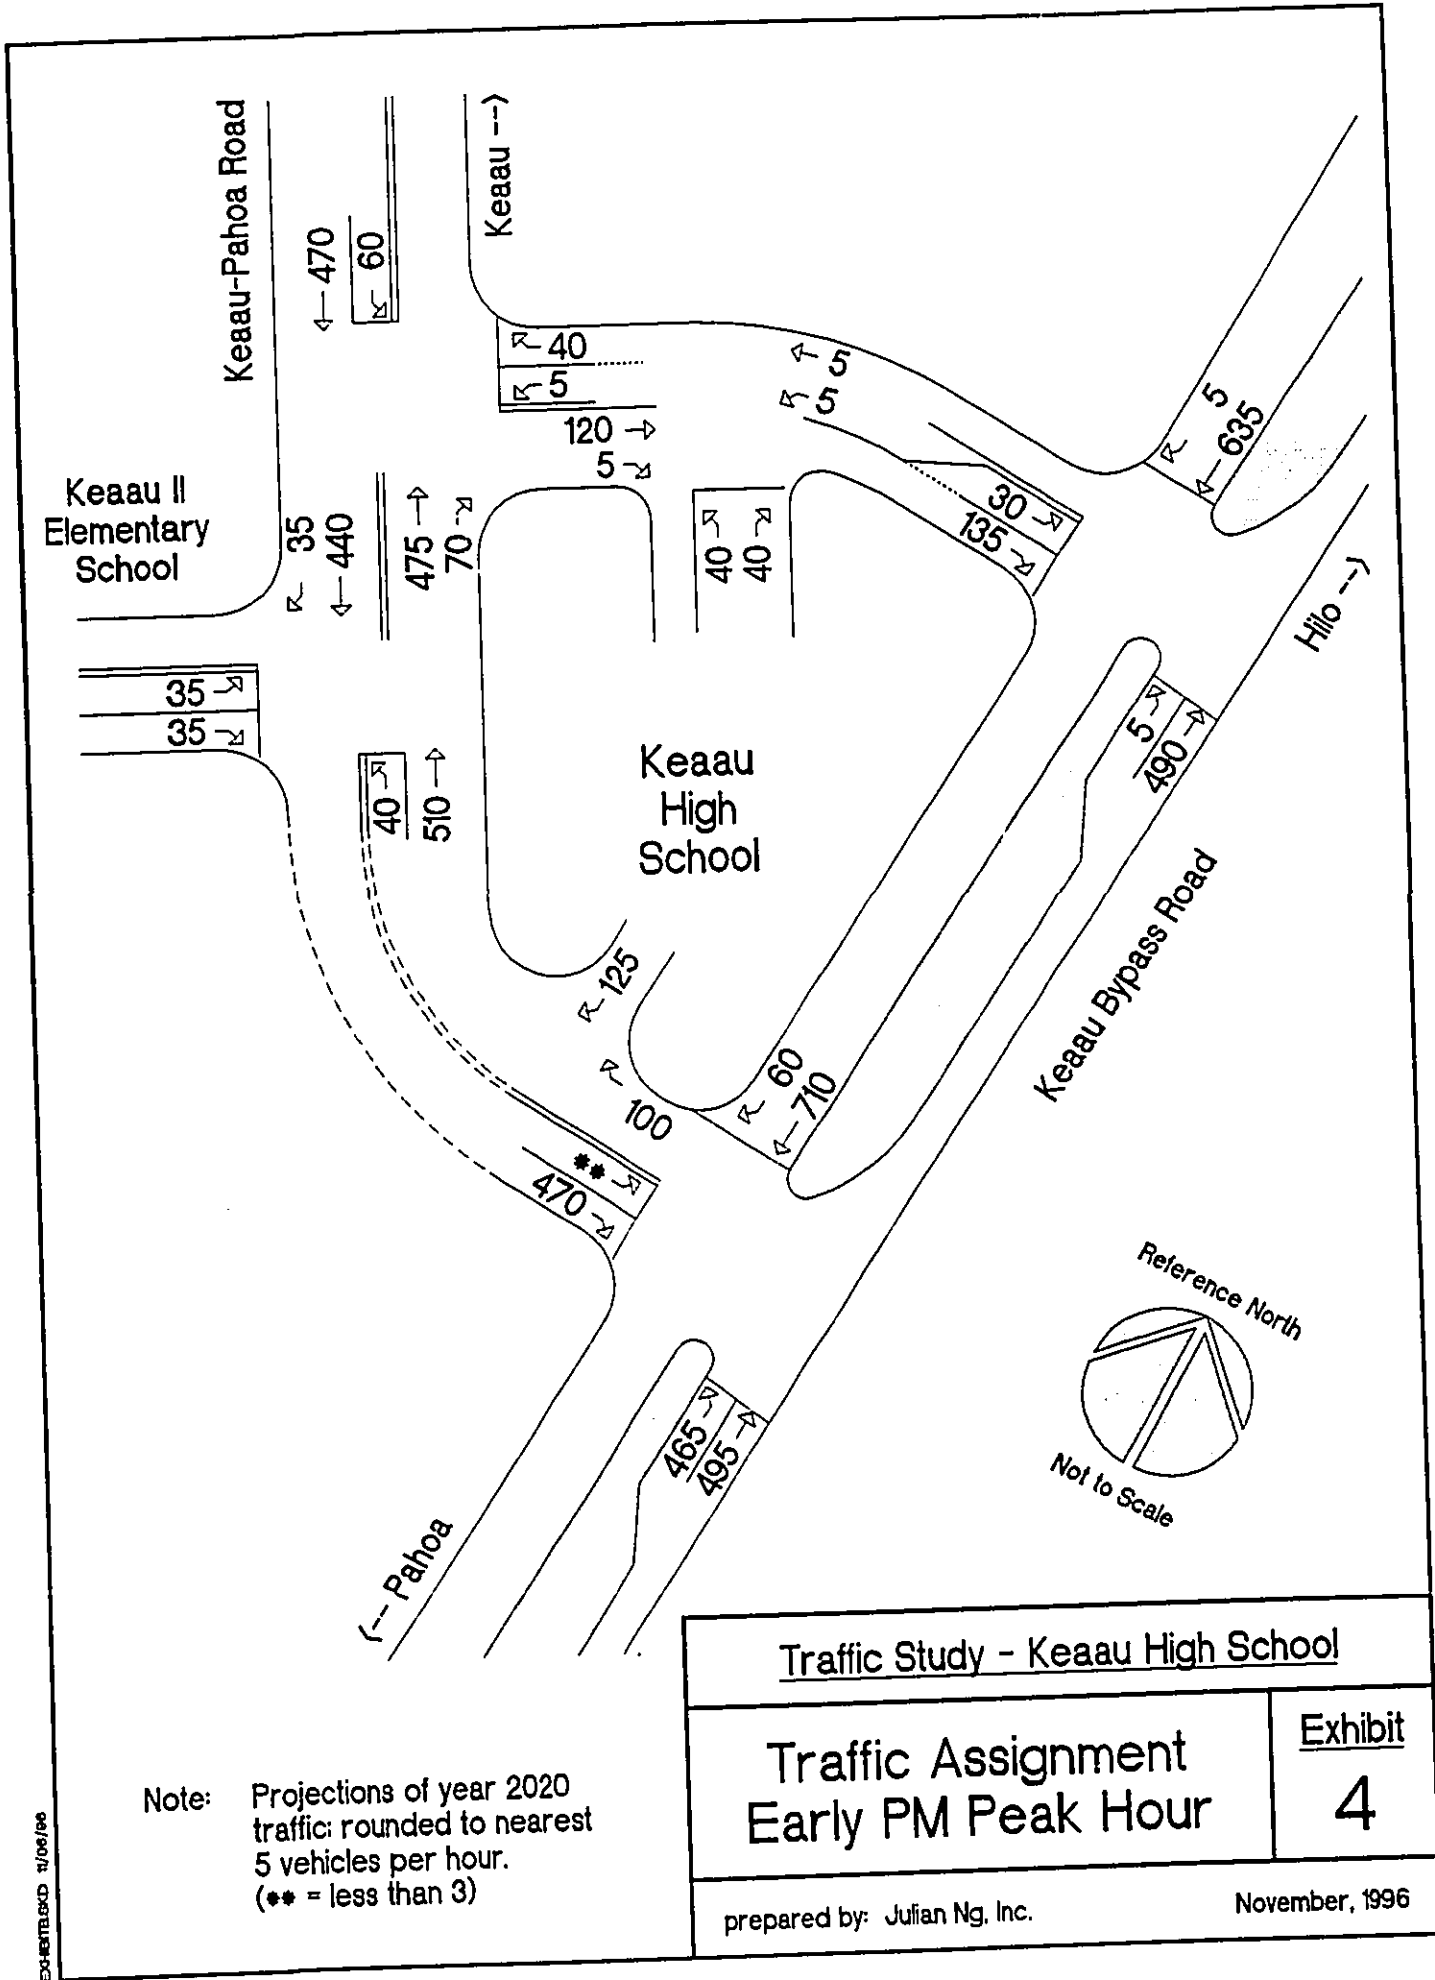 Keaau-Pahoa Road
Keaau -->
470
60
40
5
120
5
5
5
5
635
30
135
Keaau II
Elementary
School
35
440
475
70
40
40
Hilo -->
35
35
5
490
40
510
Keaau
High
School
Keaau Bypass Road
125
100
60
710
**
470
465
495
Reference North
Not to Scale
<-- Pahoa
Traffic Study - Keaau High School
Traffic Assignment
Early PM Peak Hour
Exhibit
4
prepared by: Julian Ng, Inc.
November, 1996
Note: Projections of year 2020
traffic; rounded to nearest
5 vehicles per hour.
(** = less than 3)
11/06/96